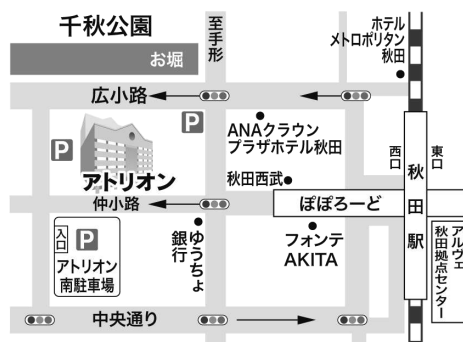 千秋公園
お堀
至手形
ホテル
メトロポリタン
秋田
広小路
P
P
ANAクラウン
プラザホテル秋田
アトリオン
秋田西武
仲小路
ぽぽろーど
西口
秋田駅
東口
入口
P
アトリオン
南駐車場
ゆうちょ
銀行
フォンテ
AKITA
アルヴェ
秋田拠点センター
中央通り